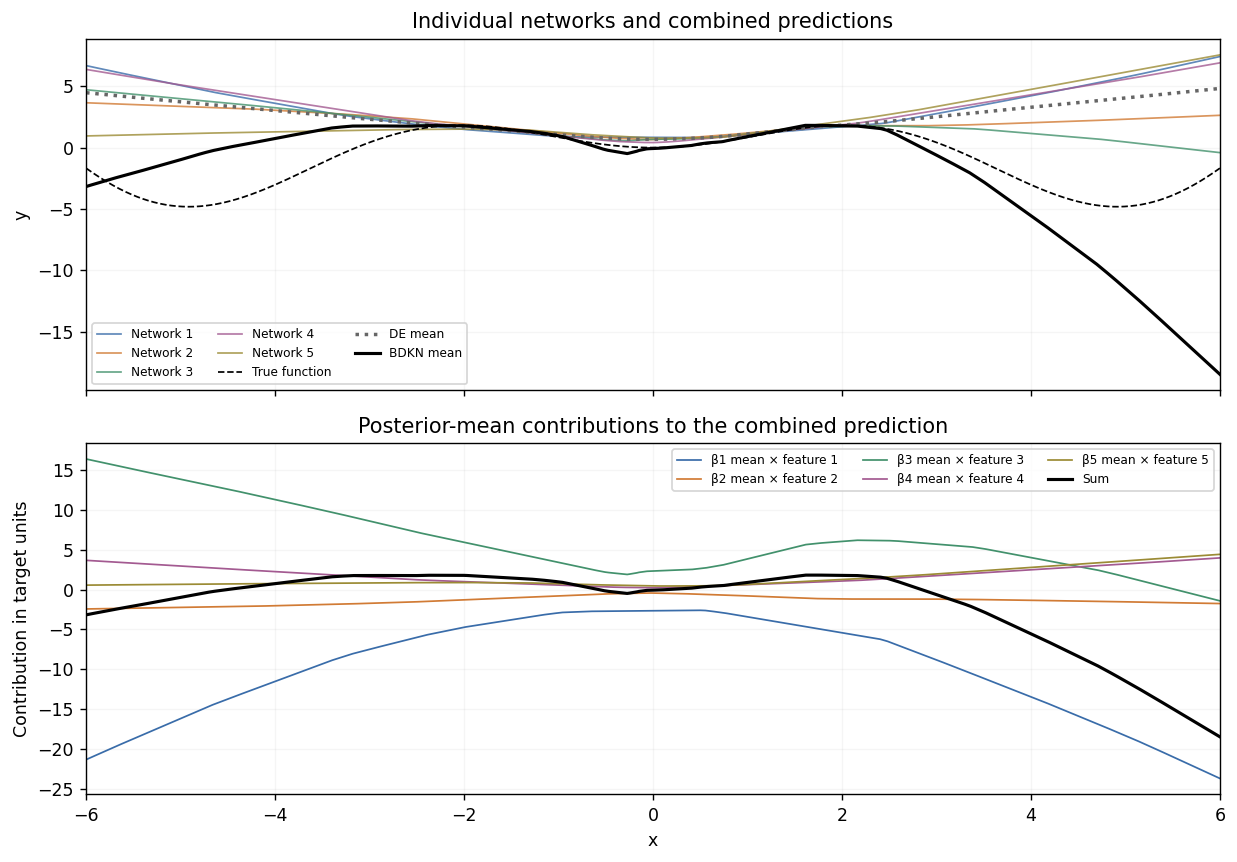 Individual networks and combined predictions
5
0
−5
−10
−15
y
Network 1
Network 2
Network 3
Network 4
Network 5
True function
DE mean
BDKN mean
Posterior-mean contributions to the combined prediction
15
10
5
0
−5
−10
−15
−20
−25
Contribution in target units
β1 mean × feature 1
β2 mean × feature 2
β3 mean × feature 3
β4 mean × feature 4
β5 mean × feature 5
Sum
−6 −4 −2 0 2 4 6
x